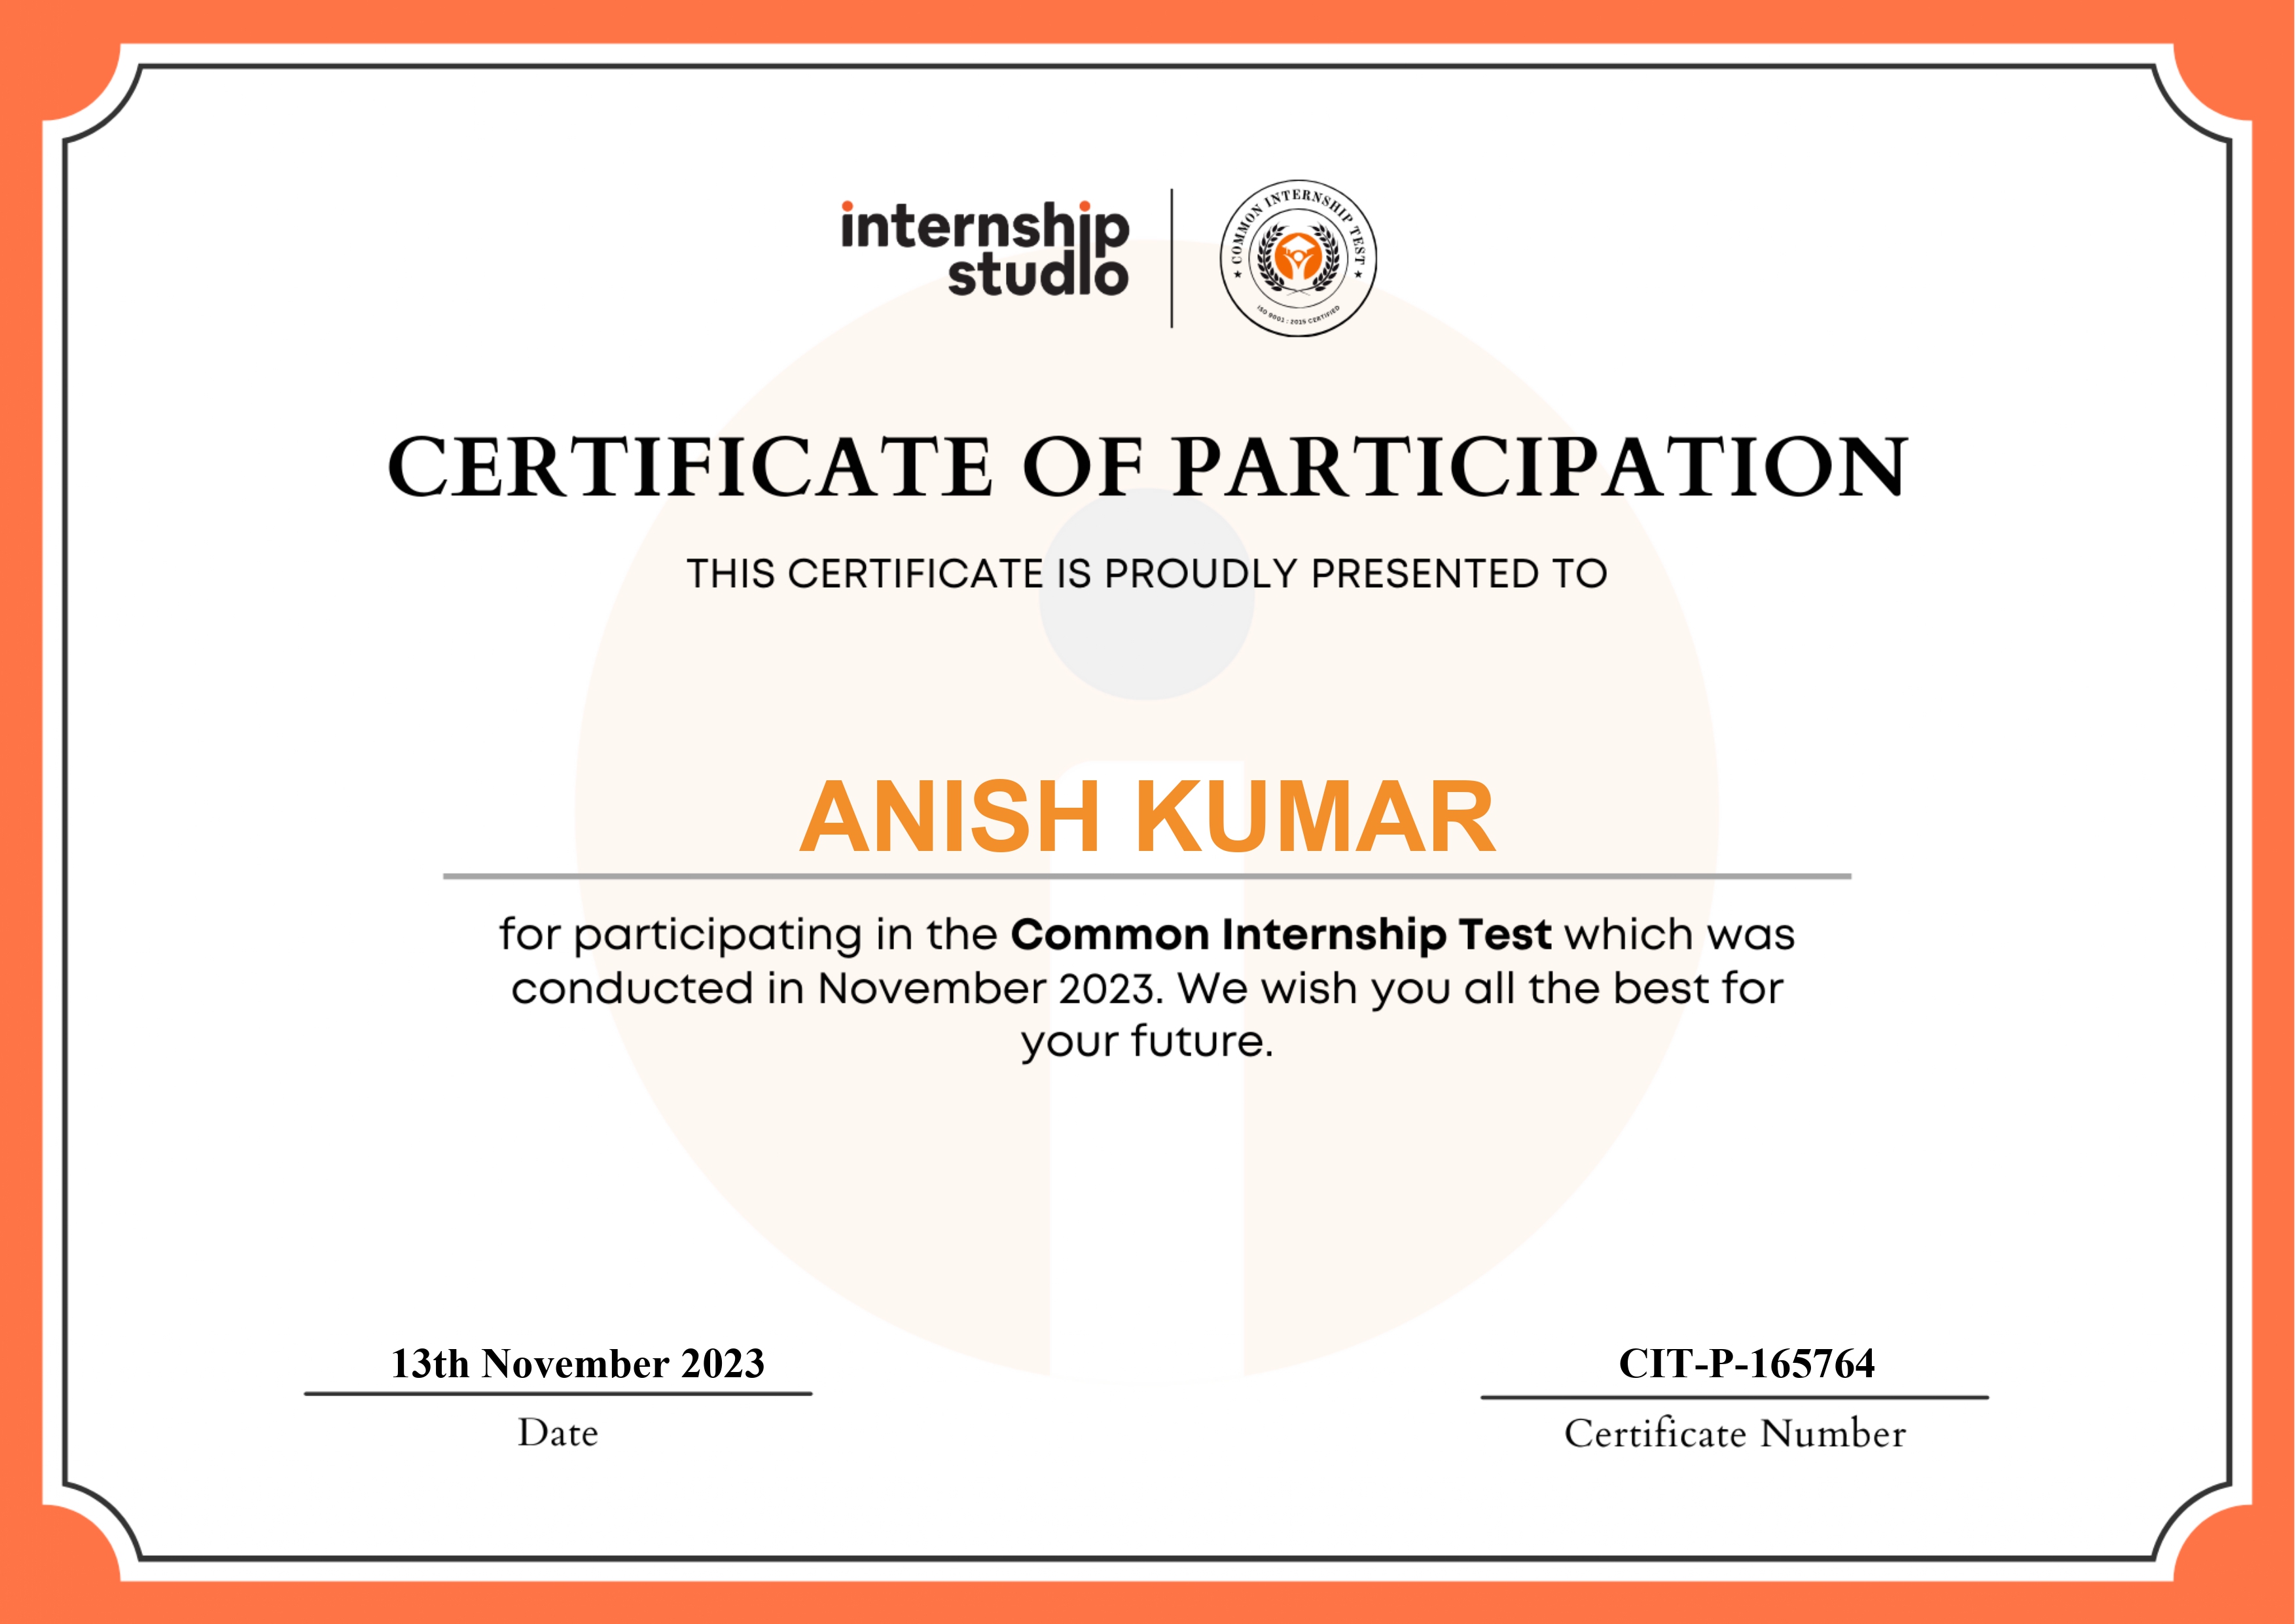 internship
studio
COMMON INTERNSHIP TEST
ISO 9001 : 2015 CERTIFIED
CERTIFICATE OF PARTICIPATION
THIS CERTIFICATE IS PROUDLY PRESENTED TO
ANISH KUMAR
for participating in the Common Internship Test which was
conducted in November 2023. We wish you all the best for
your future.
13th November 2023
Date
CIT-P-165764
Certificate Number